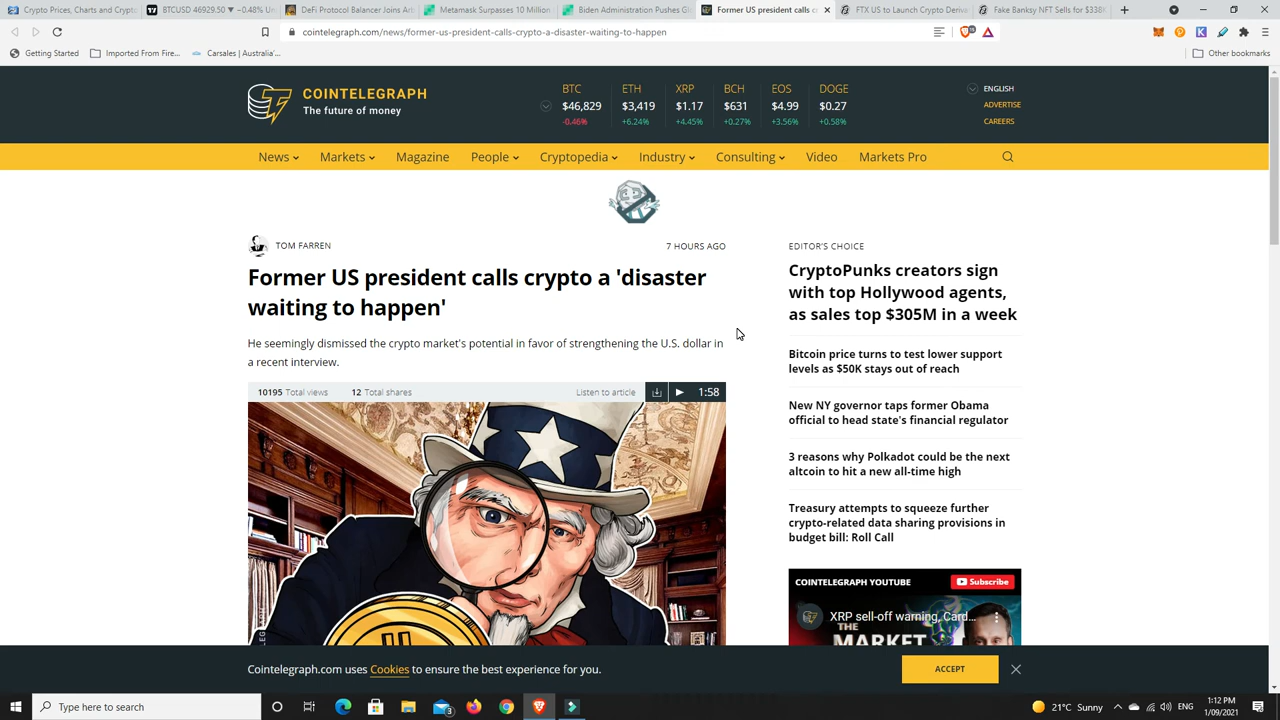 Crypto Prices, Charts and Crypto
BTCUSD 46929.50 ▼ −0.48% Un
DeFi Protocol Balancer Joins Arb
Metamask Surpasses 10 Million
Biden Administration Pushes Gl
Former US president calls c
FTX US to Launch Crypto Deriva
Fake Banksy NFT Sells for $338K
cointelegraph.com/news/former-us-president-calls-crypto-a-disaster-waiting-to-happen
Getting Started
Imported From Fire...
Carsales | Australia'...
Other bookmarks
COINTELEGRAPH
The future of money
BTC ETH XRP BCH EOS DOGE
$46,829 $3,419 $1.17 $631 $4.99 $0.27
-0.46% +6.24% +4.45% +0.27% +3.56% +0.58%
ENGLISH
ADVERTISE
CAREERS
News Markets Magazine People Cryptopedia Industry Consulting Video Markets Pro
TOM FARREN
7 HOURS AGO
Former US president calls crypto a 'disaster
waiting to happen'
He seemingly dismissed the crypto market's potential in favor of strengthening the U.S. dollar in
a recent interview.
10195 Total views 12 Total shares Listen to article 1:58
EDITOR'S CHOICE
CryptoPunks creators sign
with top Hollywood agents,
as sales top $305M in a week
Bitcoin price turns to test lower support
levels as $50K stays out of reach
New NY governor taps former Obama
official to head state's financial regulator
3 reasons why Polkadot could be the next
altcoin to hit a new all-time high
Treasury attempts to squeeze further
crypto-related data sharing provisions in
budget bill: Roll Call
COINTELEGRAPH YOUTUBE
Subscribe
XRP sell-off warning, Card...
THE
MARKET
Cointelegraph.com uses Cookies to ensure the best experience for you.
ACCEPT
Type here to search
21°C Sunny
ENG
1:12 PM
1/09/2021